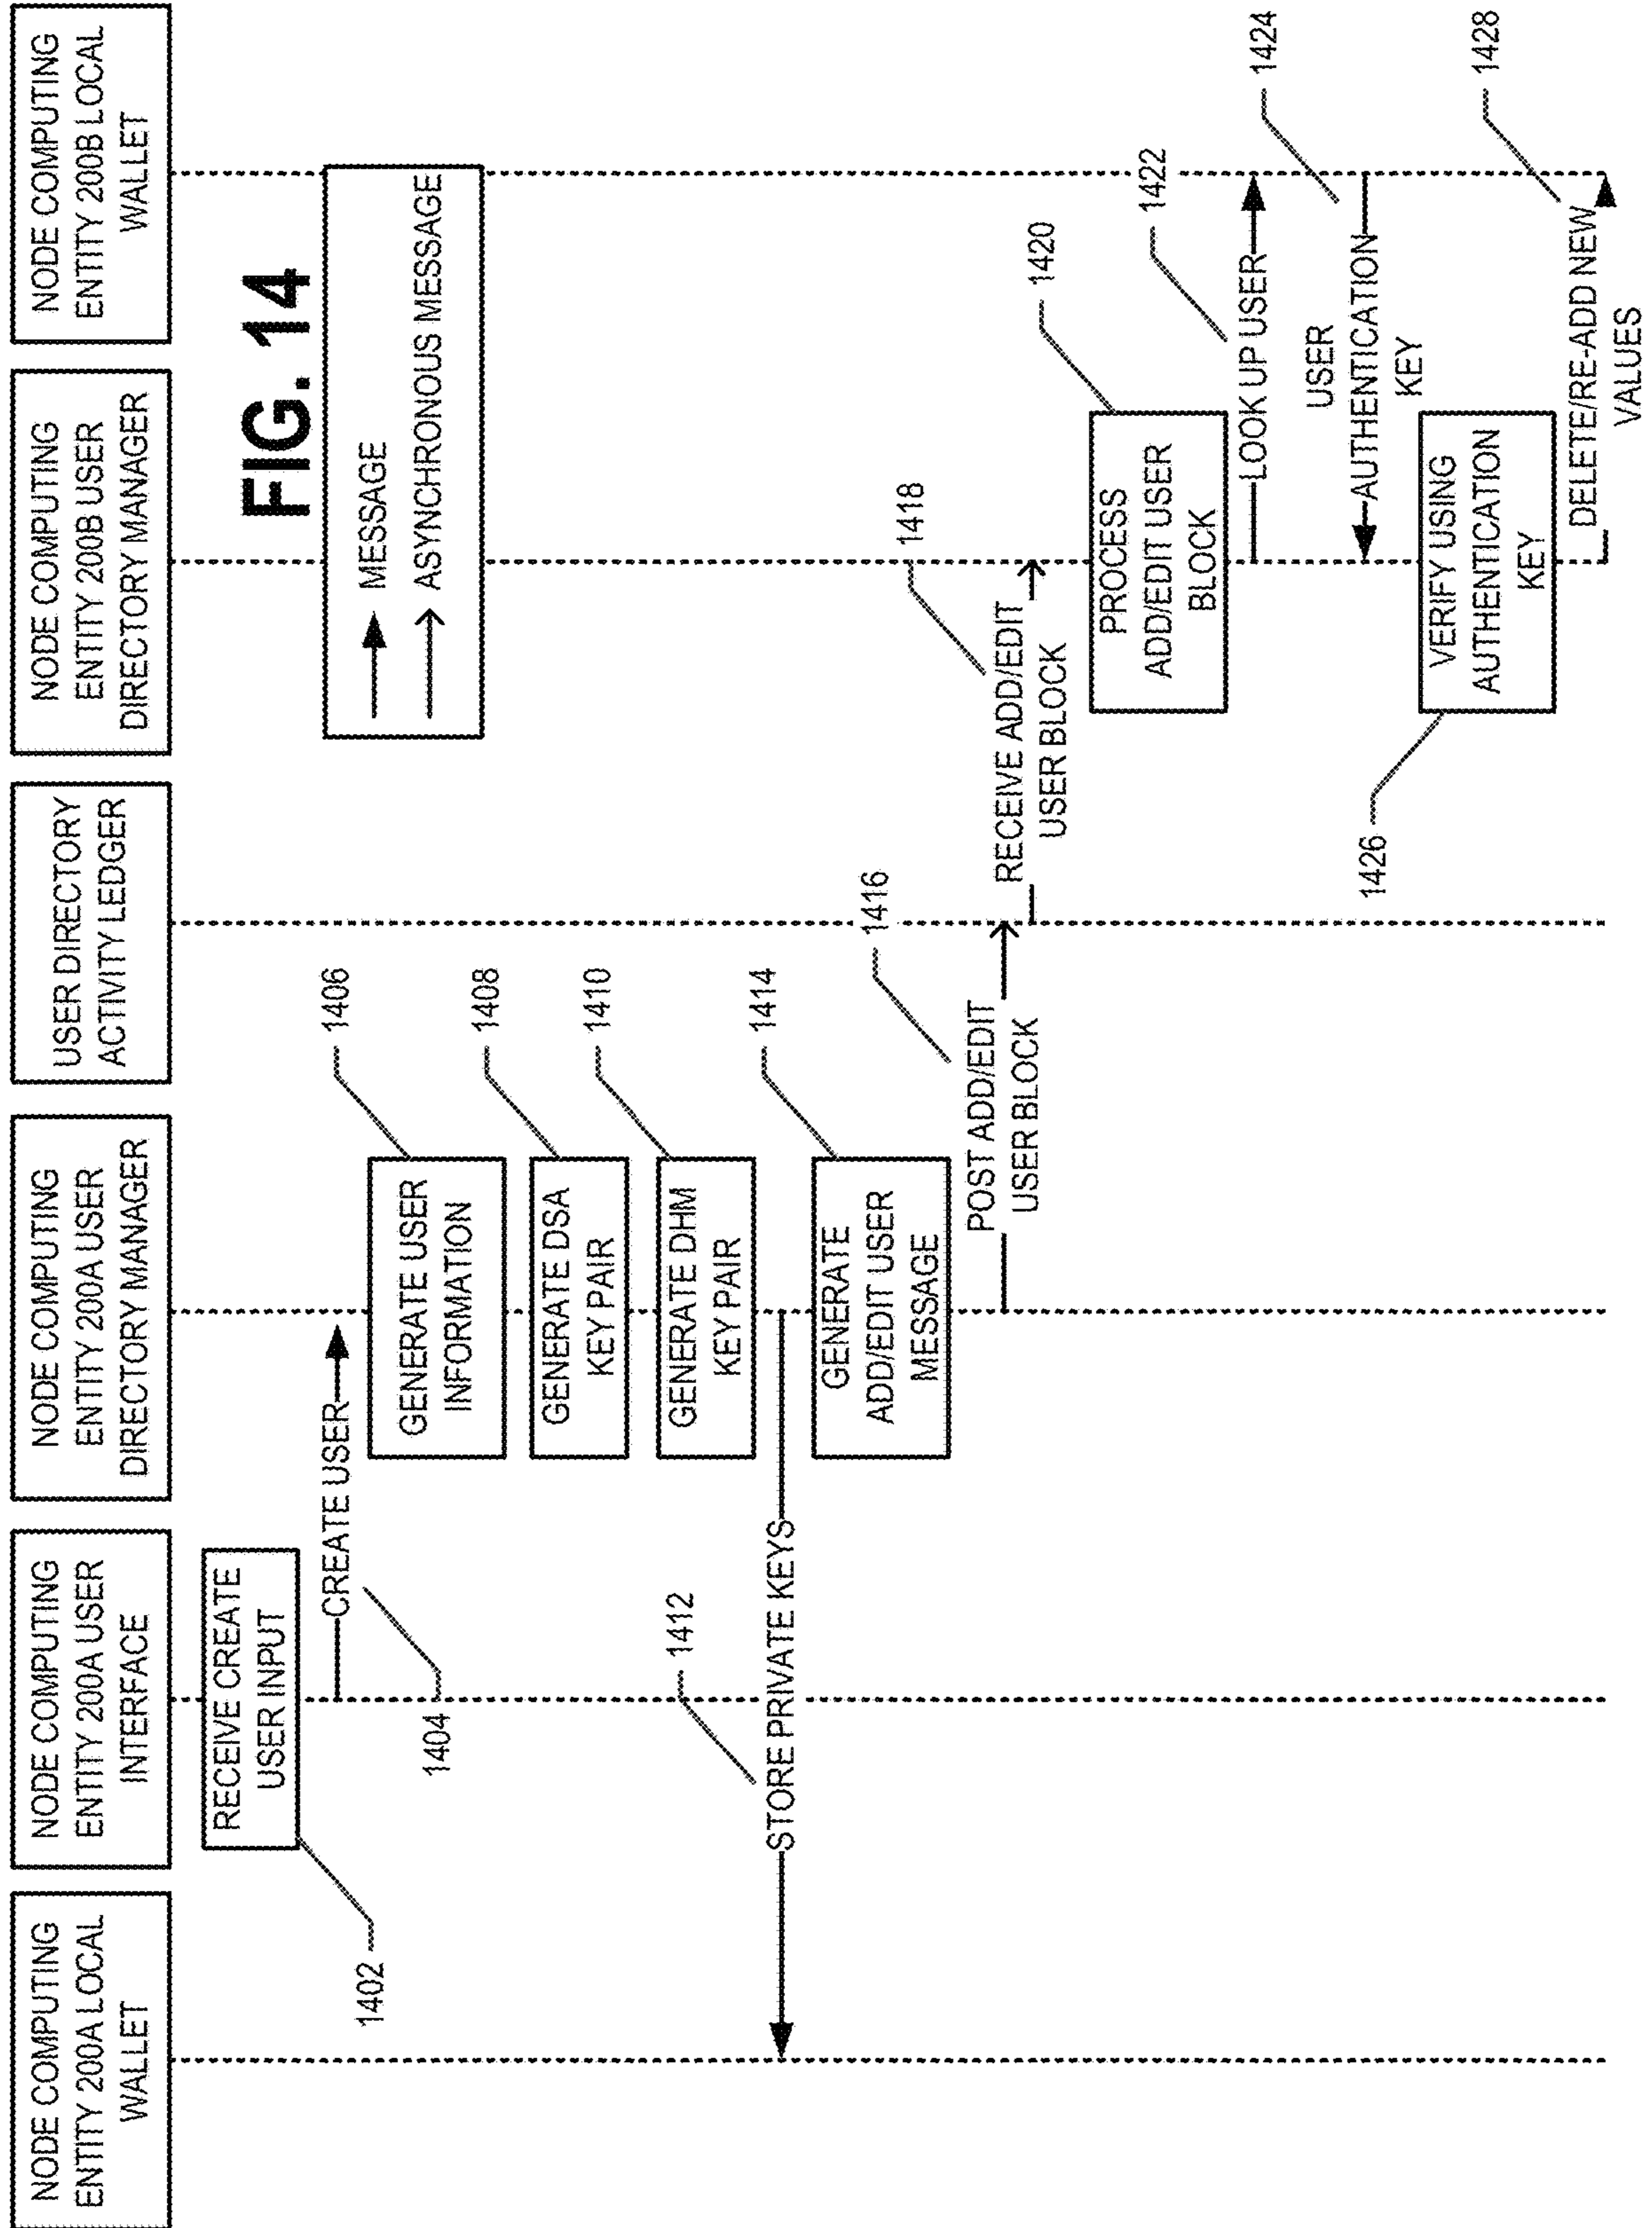 NODE COMPUTING
ENTITY 200A LOCAL
WALLET
NODE COMPUTING
ENTITY 200A USER
INTERFACE
NODE COMPUTING
ENTITY 200A USER
DIRECTORY MANAGER
USER DIRECTORY
ACTIVITY LEDGER
NODE COMPUTING
ENTITY 200B USER
DIRECTORY MANAGER
NODE COMPUTING
ENTITY 200B LOCAL
WALLET
FIG. 14
MESSAGE
ASYNCHRONOUS MESSAGE
RECEIVE CREATE
USER INPUT
1402
CREATE USER
1404
GENERATE USER
INFORMATION
1406
GENERATE DSA
KEY PAIR
1408
GENERATE DHM
KEY PAIR
1410
STORE PRIVATE KEYS
1412
GENERATE
ADD/EDIT USER
MESSAGE
1414
POST ADD/EDIT
USER BLOCK
1416
RECEIVE ADD/EDIT
USER BLOCK
1418
PROCESS
ADD/EDIT USER
BLOCK
1420
LOOK UP USER
1422
USER
AUTHENTICATION
KEY
1424
VERIFY USING
AUTHENTICATION
KEY
1426
DELETE/RE-ADD NEW
VALUES
1428